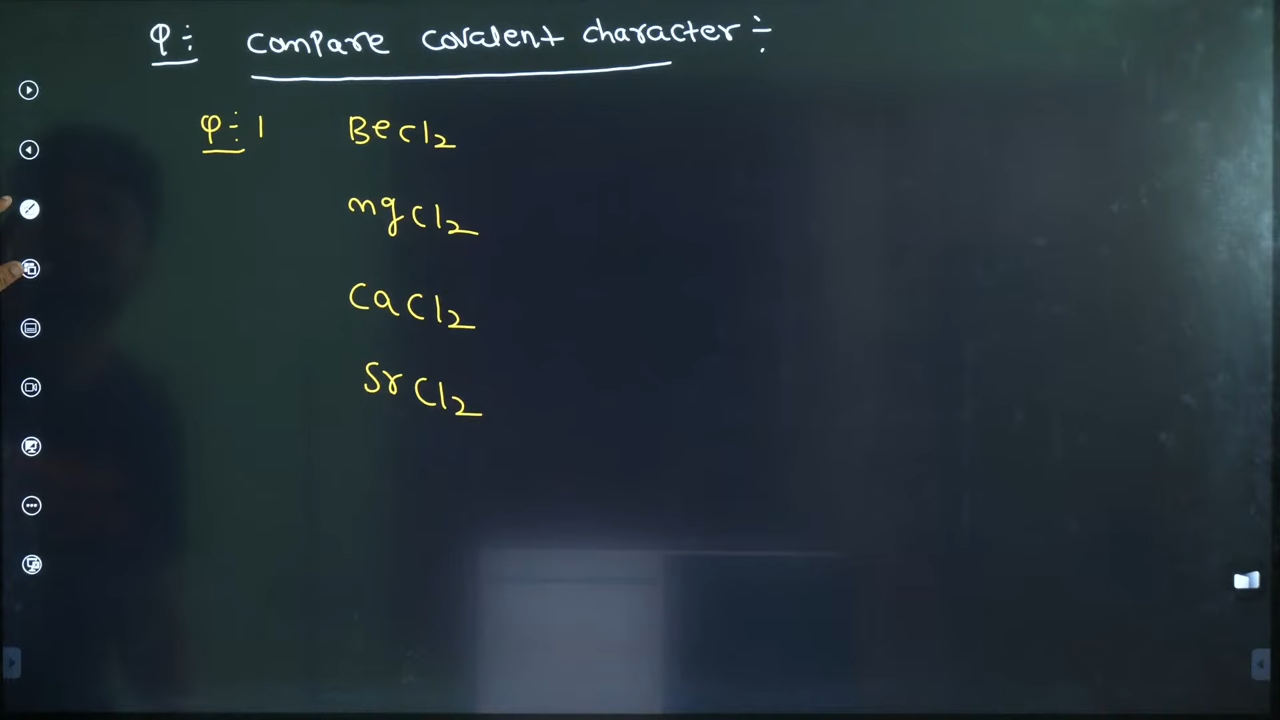 Q:- Compare covalent character :-
Q:-1 BeCl2
mgCl2
CaCl2
SrCl2